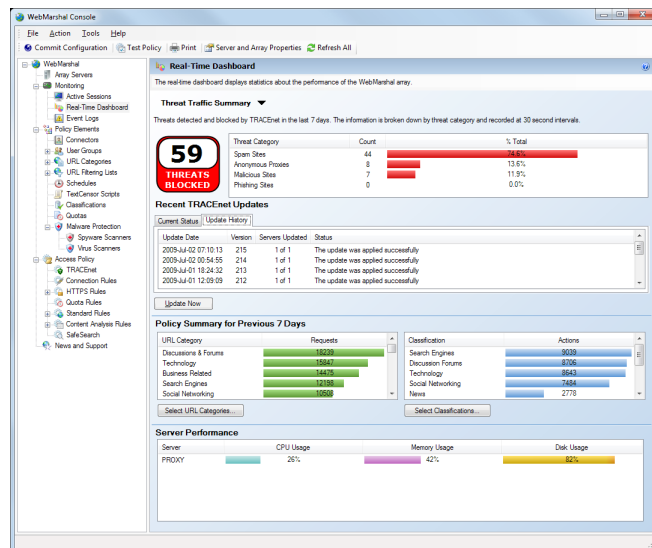 WebMarshal Console
File Action Tools Help
Commit Configuration Test Policy Print Server and Array Properties Refresh All
WebMarshal
Array Servers
Monitoring
Active Sessions
Real-Time Dashboard
Event Logs
Policy Elements
Connectors
User Groups
URL Categories
URL Filtering Lists
Schedules
TextCensor Scripts
Classifications
Quotas
Malware Protection
Spyware Scanners
Virus Scanners
Access Policy
TRACEnet
Connection Rules
HTTPS Rules
Quota Rules
Standard Rules
Content Analysis Rules
SafeSearch
News and Support
Real-Time Dashboard
The real-time dashboard displays statistics about the performance of the WebMarshal array.
Threat Traffic Summary
Threats detected and blocked by TRACEnet in the last 7 days. The information is broken down by threat category and recorded at 30 second intervals.
59
THREATS
BLOCKED
Threat Category Count % Total
Spam Sites 44 74.6%
Anonymous Proxies 8 13.6%
Malicious Sites 7 11.9%
Phishing Sites 0 0.0%
Recent TRACEnet Updates
Current Status Update History
Update Date Version Servers Updated Status
2009-Jul-02 07:10:13 215 1 of 1 The update was applied successfully
2009-Jul-02 00:54:55 214 1 of 1 The update was applied successfully
2009-Jul-01 18:24:32 213 1 of 1 The update was applied successfully
2009-Jul-01 12:09:09 212 1 of 1 The update was applied successfully
Update Now
Policy Summary for Previous 7 Days
URL Category Requests
Discussions & Forums 18239
Technology 15847
Business Related 14475
Search Engines 12198
Social Networking 10508
Select URL Categories...
Classification Actions
Search Engines 9039
Discussion Forums 8706
Technology 8643
Social Networking 7484
News 2778
Select Classifications...
Server Performance
Server CPU Usage Memory Usage Disk Usage
PROXY 26% 42% 82%